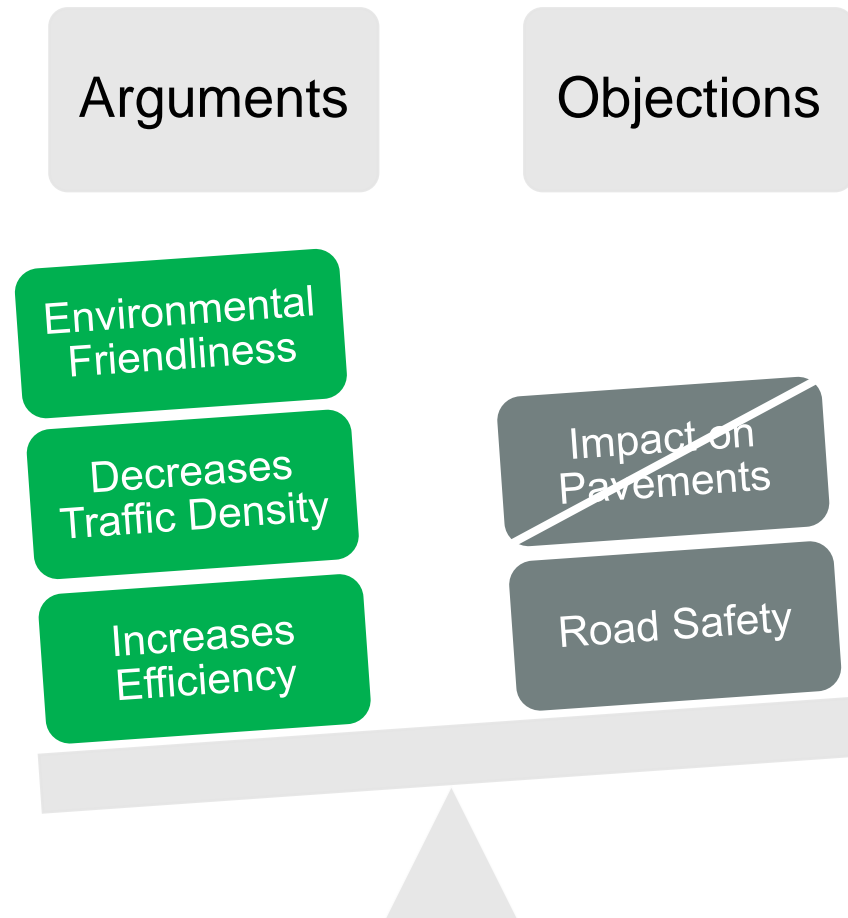 Arguments
Objections
Environmental
Friendliness
Decreases
Traffic Density
Increases
Efficiency
Impact on
Pavements
Road Safety